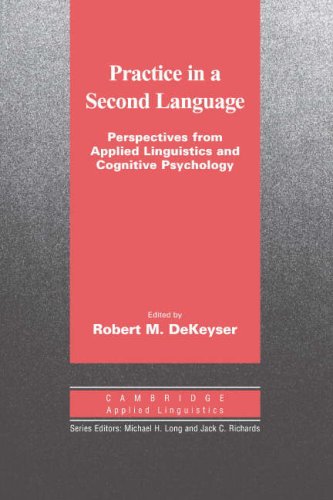 Practice in a
Second Language
Perspectives from
Applied Linguistics and
Cognitive Psychology
Edited by
Robert M. DeKeyser
CAMBRIDGE
Applied Linguistics
Series Editors: Michael H. Long and Jack C. Richards